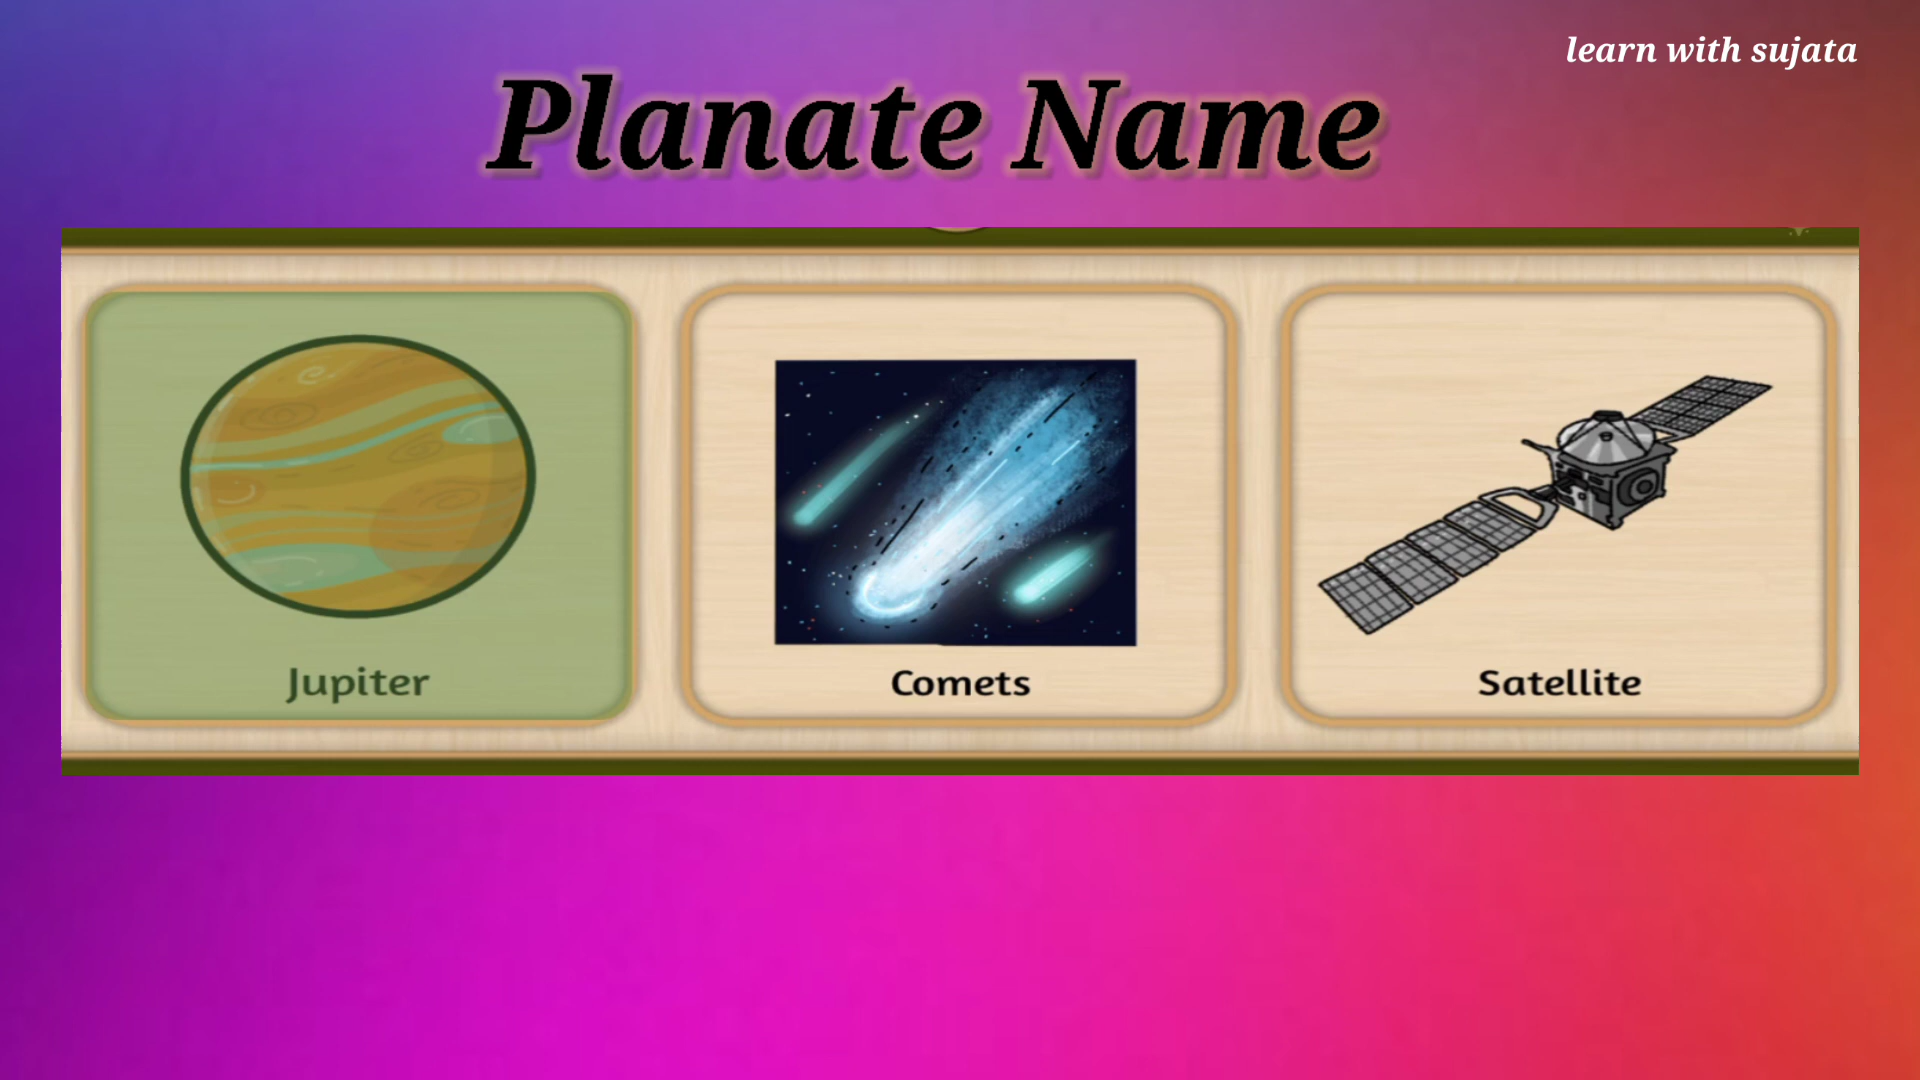 learn with sujata
Planate Name
Jupiter
Comets
Satellite